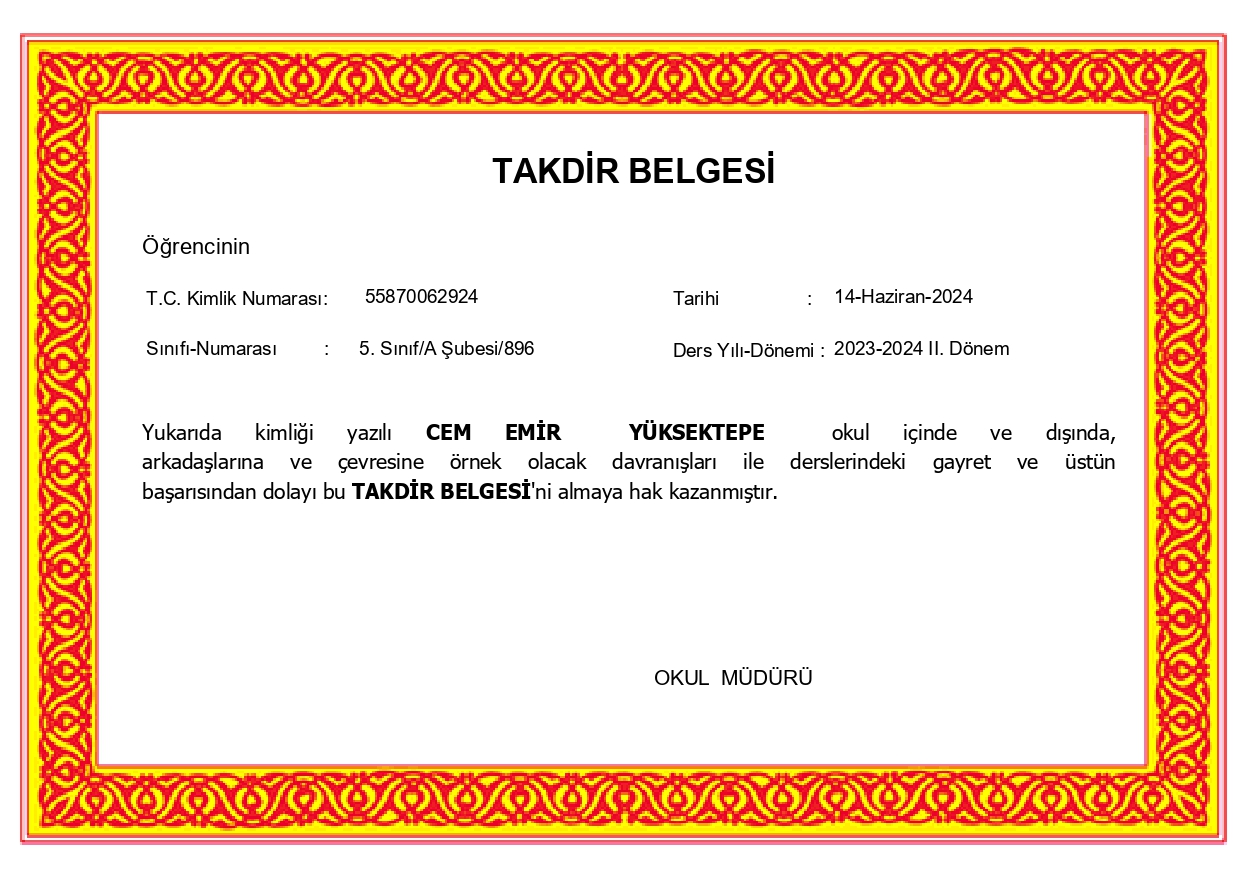 TAKDİR BELGESİ
Öğrencinin
T.C. Kimlik Numarası: 55870062924 Tarihi : 14-Haziran-2024
Sınıfı-Numarası : 5. Sınıf/A Şubesi/896 Ders Yılı-Dönemi : 2023-2024 II. Dönem
Yukarıda kimliği yazılı CEM EMİR YÜKSEKTEPE okul içinde ve dışında,
arkadaşlarına ve çevresine örnek olacak davranışları ile derslerindeki gayret ve üstün
başarısından dolayı bu TAKDİR BELGESİ'ni almaya hak kazanmıştır.
OKUL MÜDÜRÜ